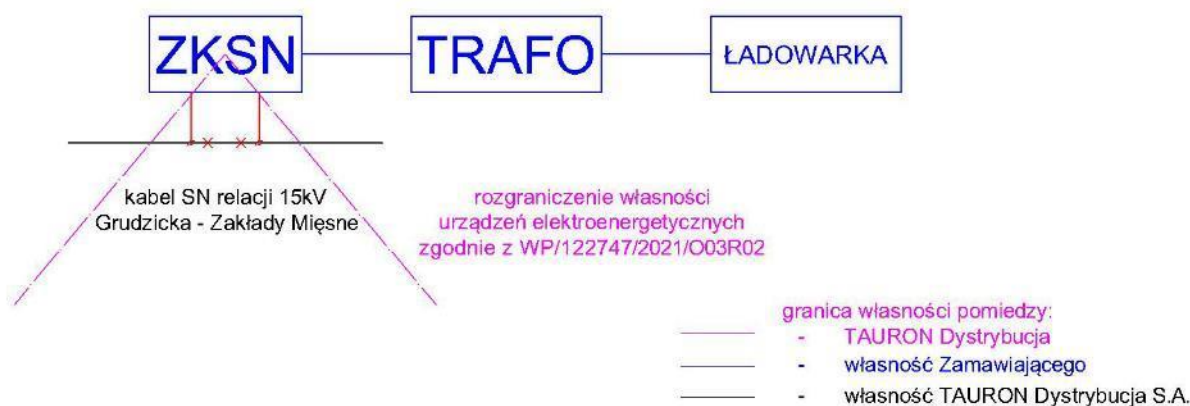 ZKSN
TRAFO
ŁADOWARKA
kabel SN relacji 15kV
Grudzicka - Zakłady Mięsne
rozgraniczenie własności
urządzeń elektroenergetycznych
zgodnie z WP/122747/2021/O03R02
granica własności pomiedzy:
- TAURON Dystrybucja
- własność Zamawiającego
- własność TAURON Dystrybucja S.A.